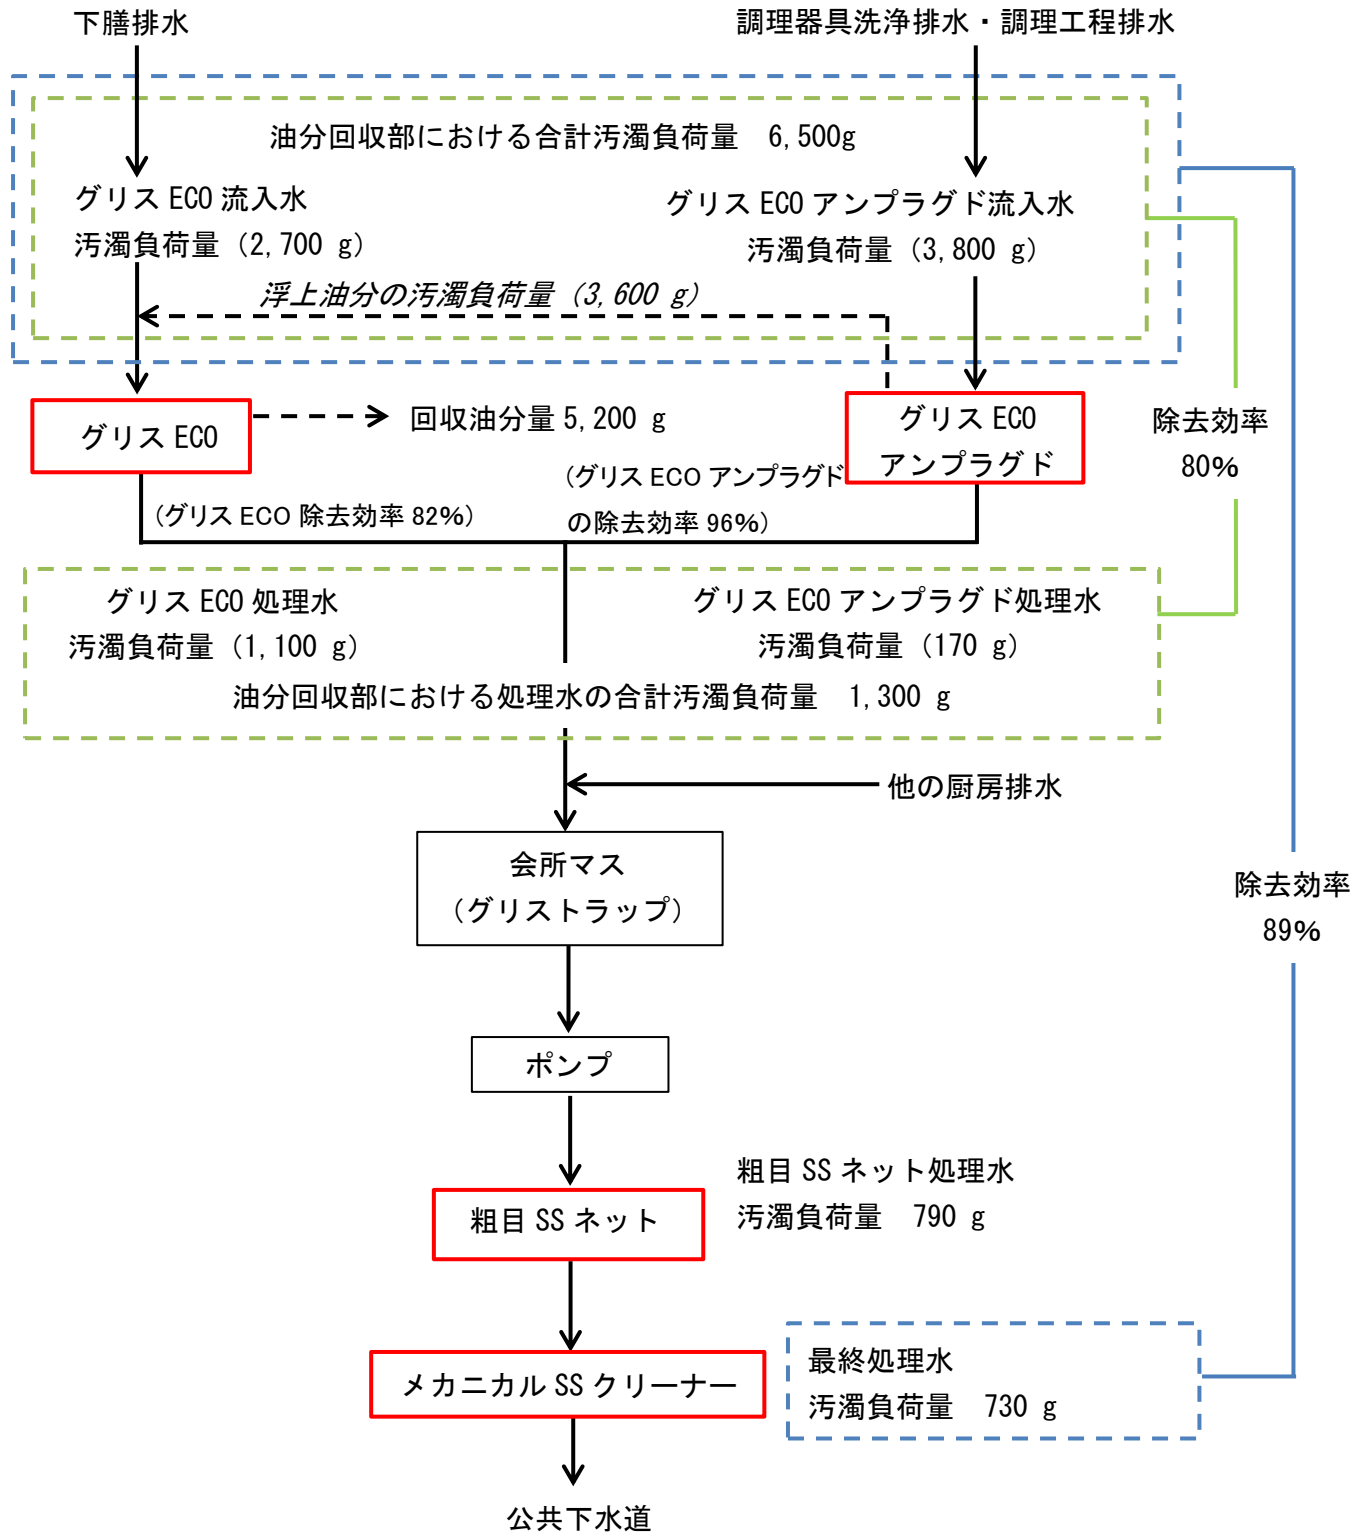 下膳排水
調理器具洗浄排水・調理工程排水
油分回収部における合計汚濁負荷量　6,500g
グリス ECO 流入水
汚濁負荷量（2,700 g）
グリス ECO アンプラグド流入水
汚濁負荷量（3,800 g）
浮上油分の汚濁負荷量（3,600 g）
グリス ECO
回収油分量 5,200 g
グリス ECO
アンプラグド
除去効率
80%
（グリス ECO 除去効率 82%）
（グリス ECO アンプラグド
の除去効率 96%）
グリス ECO 処理水
汚濁負荷量（1,100 g）
グリス ECO アンプラグド処理水
汚濁負荷量（170 g）
油分回収部における処理水の合計汚濁負荷量　1,300 g
他の厨房排水
会所マス
（グリストラップ）
除去効率
89%
ポンプ
粗目 SS ネット処理水
汚濁負荷量　790 g
粗目 SS ネット
メカニカル SS クリーナー
最終処理水
汚濁負荷量　730 g
公共下水道